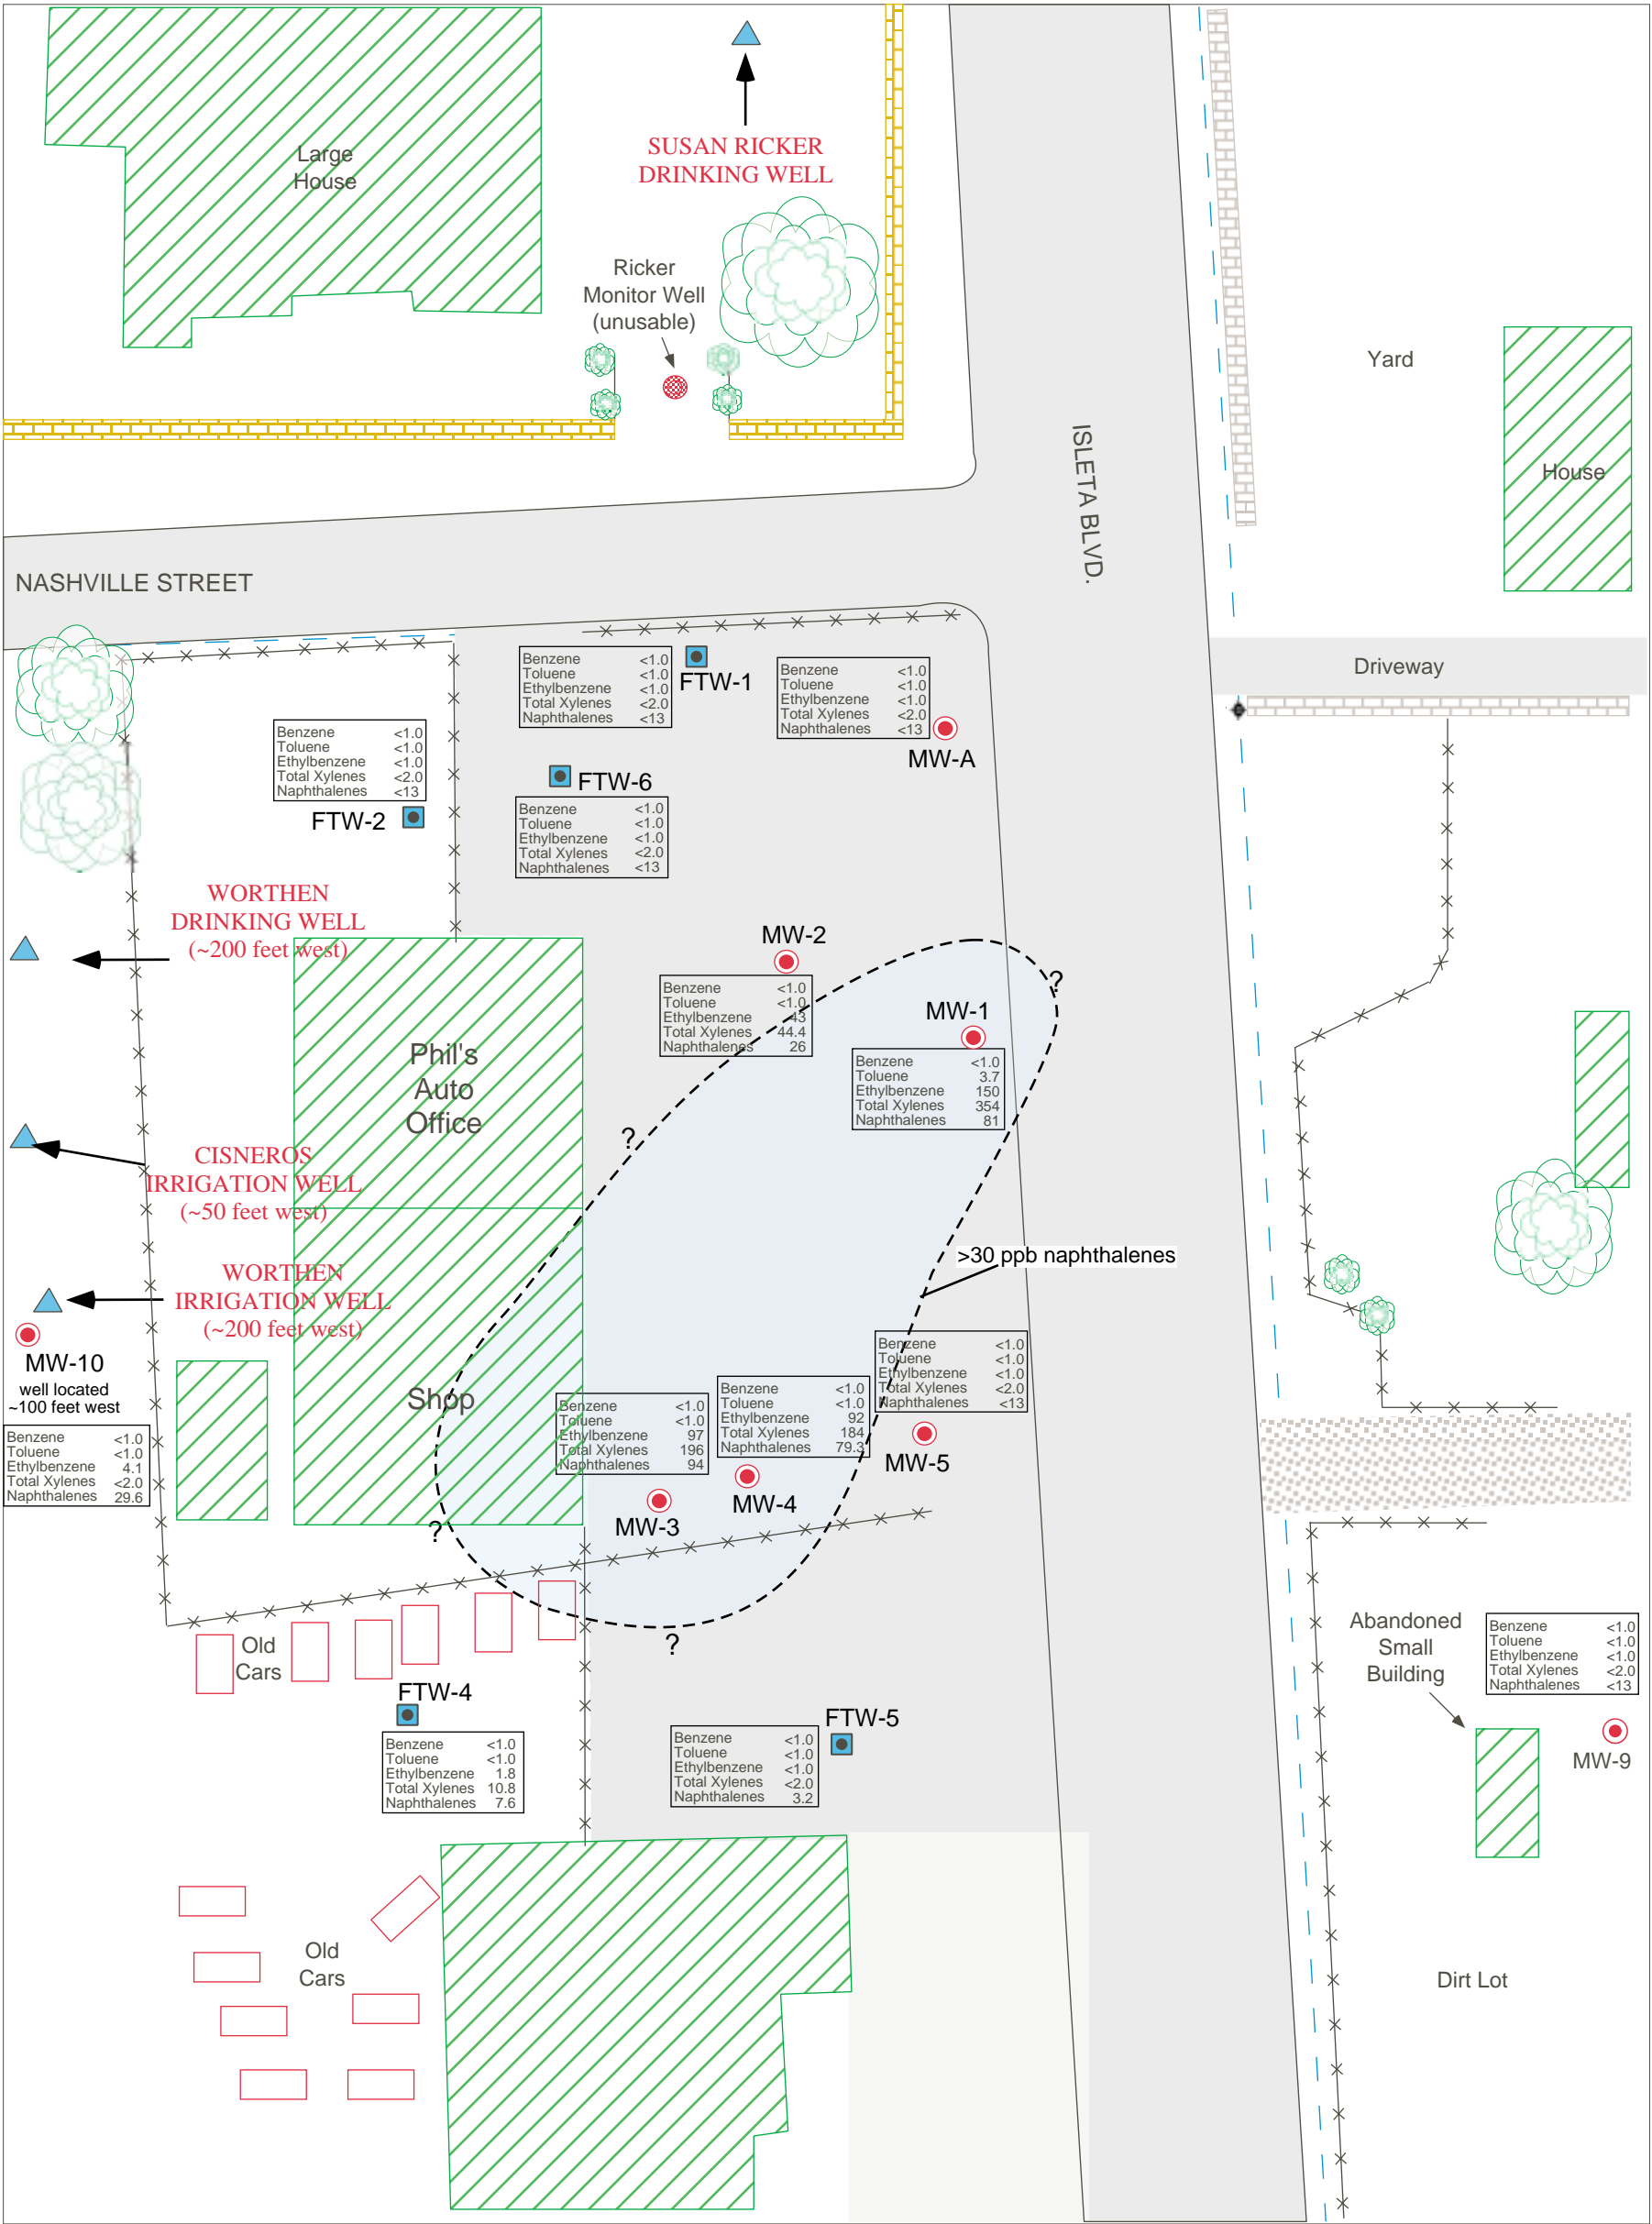 SUSAN RICKER
DRINKING WELL
Large
House
Ricker
Monitor Well
(unusable)
Yard
House
ISLETA BLVD.
NASHVILLE STREET
Driveway
Benzene <1.0
Toluene <1.0
Ethylbenzene <1.0
Total Xylenes <2.0
Naphthalenes <13
FTW-1
Benzene <1.0
Toluene <1.0
Ethylbenzene <1.0
Total Xylenes <2.0
Naphthalenes <13
MW-A
Benzene <1.0
Toluene <1.0
Ethylbenzene <1.0
Total Xylenes <2.0
Naphthalenes <13
FTW-2
FTW-6
Benzene <1.0
Toluene <1.0
Ethylbenzene <1.0
Total Xylenes <2.0
Naphthalenes <13
WORTHEN
DRINKING WELL
(~200 feet west)
MW-2
Benzene <1.0
Toluene <1.0
Ethylbenzene 43
Total Xylenes 44.4
Naphthalenes 26
?
MW-1
Benzene <1.0
Toluene 3.7
Ethylbenzene 150
Total Xylenes 354
Naphthalenes 81
Phil's
Auto
Office
?
CISNEROS
IRRIGATION WELL
(~50 feet west)
>30 ppb naphthalenes
WORTHEN
IRRIGATION WELL
(~200 feet west)
MW-10
well located
~100 feet west
Benzene <1.0
Toluene <1.0
Ethylbenzene 4.1
Total Xylenes <2.0
Naphthalenes 29.6
Shop
Benzene <1.0
Toluene <1.0
Ethylbenzene 97
Total Xylenes 196
Naphthalenes 94
MW-3
Benzene <1.0
Toluene <1.0
Ethylbenzene 92
Total Xylenes 184
Naphthalenes 79.3
MW-4
Benzene <1.0
Toluene <1.0
Ethylbenzene <1.0
Total Xylenes <2.0
Naphthalenes <13
MW-5
?
?
Old
Cars
FTW-4
Benzene <1.0
Toluene <1.0
Ethylbenzene 1.8
Total Xylenes 10.8
Naphthalenes 7.6
FTW-5
Benzene <1.0
Toluene <1.0
Ethylbenzene <1.0
Total Xylenes <2.0
Naphthalenes 3.2
Abandoned
Small
Building
Benzene <1.0
Toluene <1.0
Ethylbenzene <1.0
Total Xylenes <2.0
Naphthalenes <13
MW-9
Old
Cars
Dirt Lot